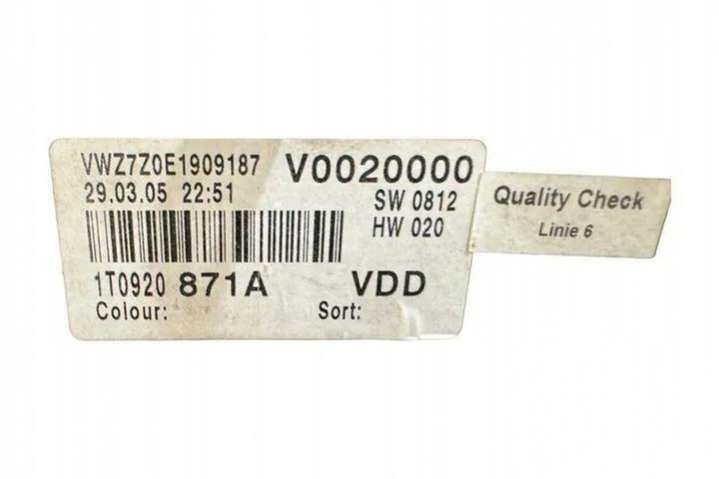 VWZ7Z0E1909187 V0020000
29.03.05 22:51 SW 0812
HW 020
1T0920 871A VDD
Colour: Sort:
Quality Check
Linie 6